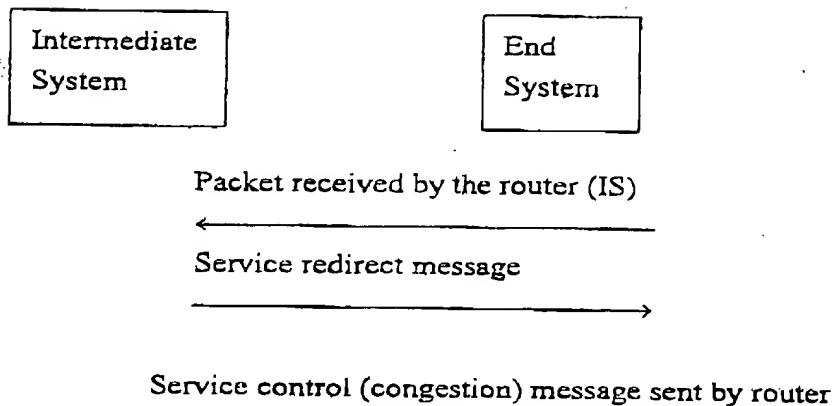 Intermediate
System
End
System
Packet received by the router (IS)
Service redirect message
Service control (congestion) message sent by router